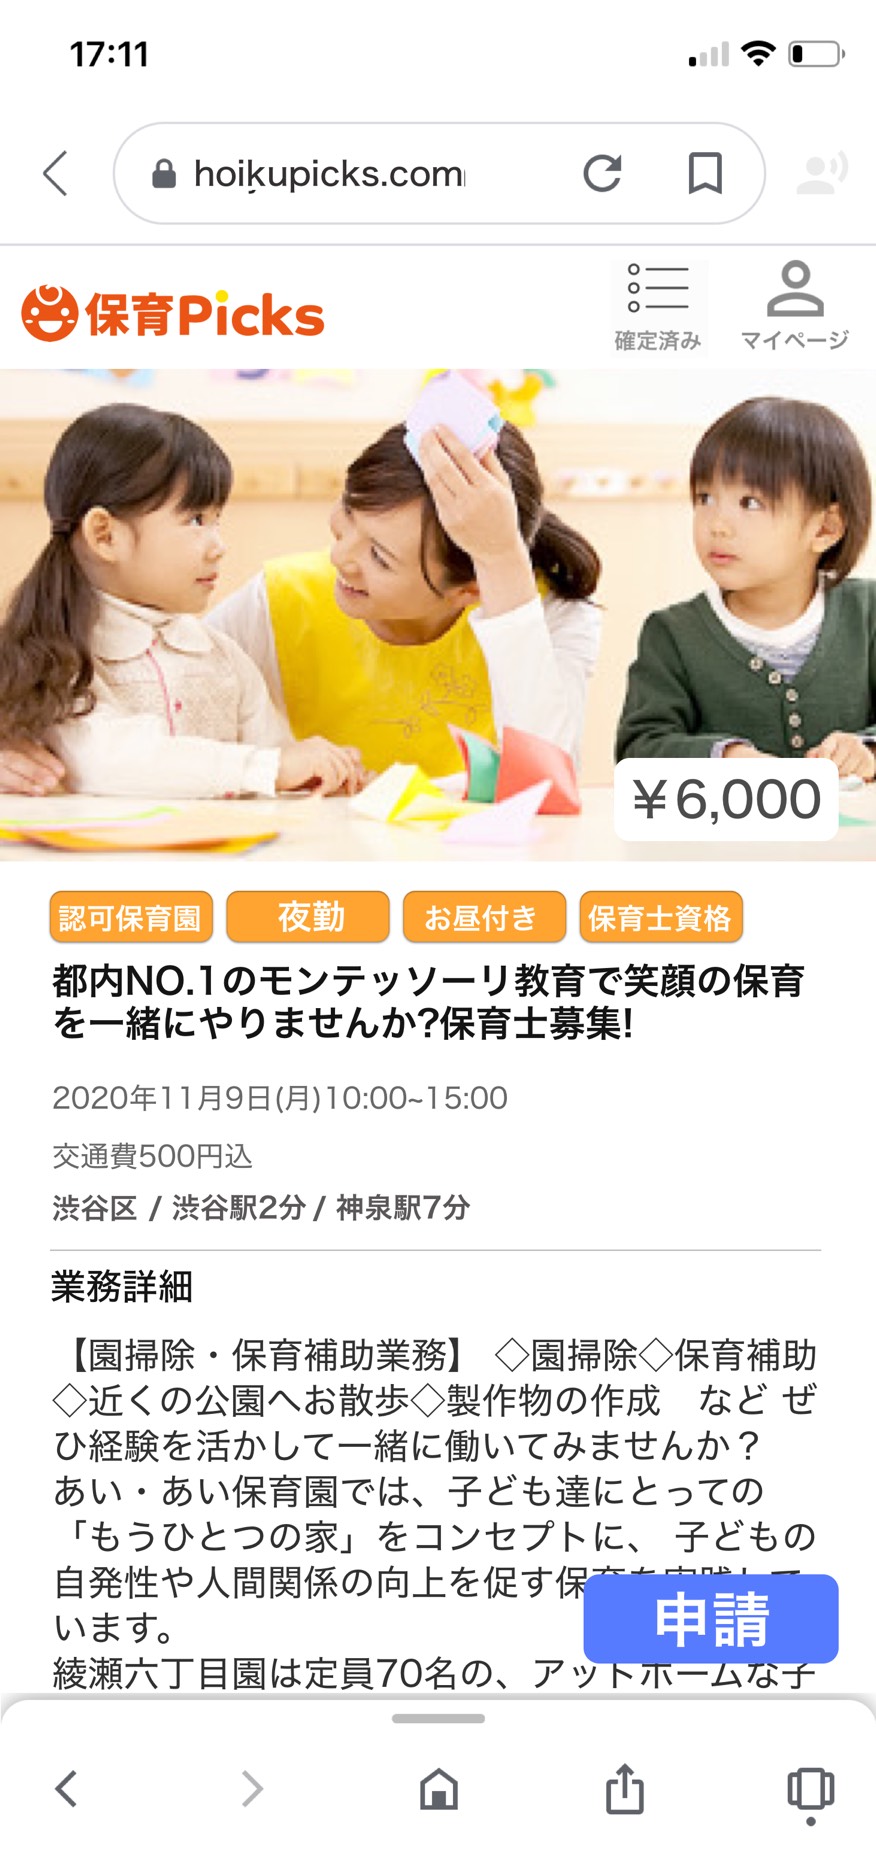 17:11
hoikupicks.com
保育Picks
確定済み
マイページ
¥6,000
認可保育園
夜勤
お昼付き
保育士資格
都内NO.1のモンテッソーリ教育で笑顔の保育
を一緒にやりませんか?保育士募集!
2020年11月9日(月)10:00~15:00
交通費500円込
渋谷区 / 渋谷駅2分 / 神泉駅7分
業務詳細
【園掃除・保育補助業務】 ◇園掃除◇保育補助
◇近くの公園へお散歩◇製作物の作成　など ぜ
ひ経験を活かして一緒に働いてみませんか？
あい・あい保育園では、子ども達にとっての
「もうひとつの家」をコンセプトに、 子どもの
自発性や人間関係の向上を促す保育を実践して
います。
申請
綾瀬六丁目園は定員70名の、アットホームな子